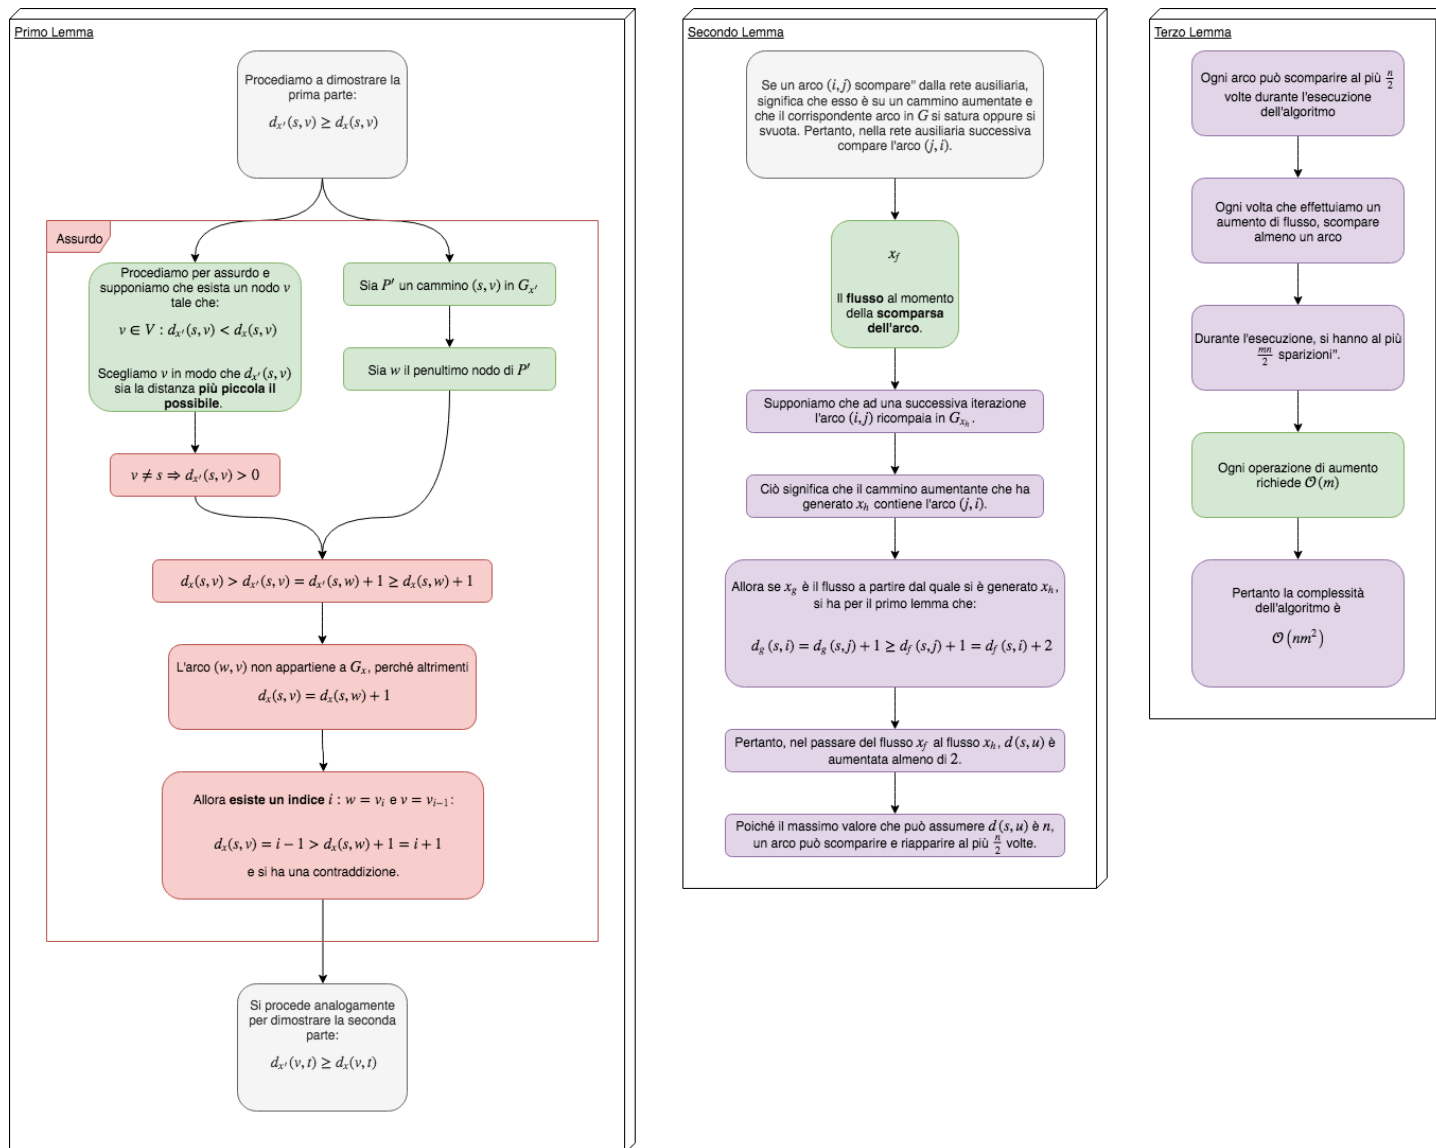 Primo Lemma
Procediamo a dimostrare la
prima parte:
d_{x'}(s, v) ≥ d_x(s, v)
Assurdo
Procediamo per assurdo e
supponiamo che esista un nodo v
tale che:
v ∈ V : d_{x'}(s, v) < d_x(s, v)
Scegliamo v in modo che d_{x'}(s, v)
sia la distanza più piccola il
possibile.
Sia P' un cammino (s, v) in G_{x'}
Sia w il penultimo nodo di P'
v ≠ s ⇒ d_{x'}(s, v) > 0
d_x(s, v) > d_{x'}(s, v) = d_{x'}(s, w) + 1 ≥ d_x(s, w) + 1
L'arco (w, v) non appartiene a G_x, perché altrimenti
d_x(s, v) = d_x(s, w) + 1
Allora esiste un indice i : w = v_i e v = v_{i−1}:
d_x(s, v) = i − 1 > d_x(s, w) + 1 = i + 1
e si ha una contraddizione.
Si procede analogamente
per dimostrare la seconda
parte:
d_{x'}(v, t) ≥ d_x(v, t)
Secondo Lemma
Se un arco (i, j) scompare" dalla rete ausiliaria,
significa che esso è su un cammino aumentate e
che il corrispondente arco in G si satura oppure si
svuota. Pertanto, nella rete ausiliaria successiva
compare l'arco (j, i).
x_f
Il flusso al momento
della scomparsa
dell'arco.
Supponiamo che ad una successiva iterazione
l'arco (i, j) ricompaia in G_{x_h}.
Ciò significa che il cammino aumentante che ha
generato x_h contiene l'arco (j, i).
Allora se x_g è il flusso a partire dal quale si è generato x_h,
si ha per il primo lemma che:
d_g (s, i) = d_g (s, j) + 1 ≥ d_f (s, j) + 1 = d_f (s, i) + 2
Pertanto, nel passare del flusso x_f al flusso x_h, d (s, u) è
aumentata almeno di 2.
Poiché il massimo valore che può assumere d (s, u) è n,
un arco può scomparire e riapparire al più n/2 volte.
Terzo Lemma
Ogni arco può scomparire al più n/2
volte durante l'esecuzione
dell'algoritmo
Ogni volta che effettuiamo un
aumento di flusso, scompare
almeno un arco
Durante l'esecuzione, si hanno al più
mn/2 sparizioni".
Ogni operazione di aumento
richiede O(m)
Pertanto la complessità
dell'algoritmo è
O(nm²)